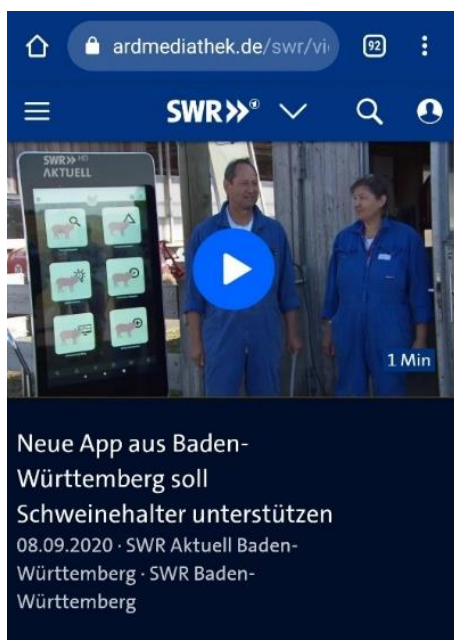 ardmediathek.de/swr/vi
92
SWR»
SWR» HD
AKTUELL
1 Min
Neue App aus Baden-
Württemberg soll
Schweinehalter unterstützen
08.09.2020 · SWR Aktuell Baden-
Württemberg · SWR Baden-
Württemberg